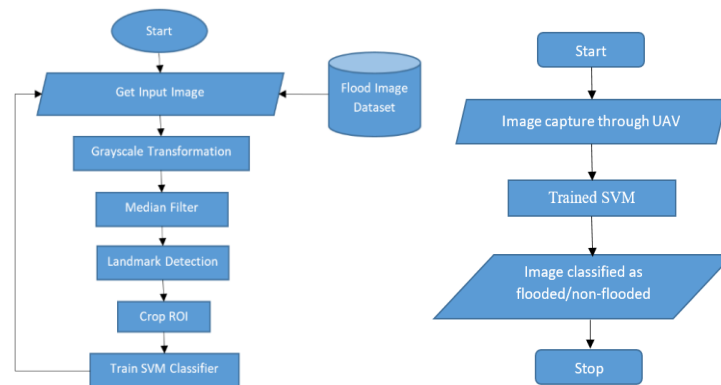 Start
Get Input Image
Flood Image
Dataset
Grayscale Transformation
Median Filter
Landmark Detection
Crop ROI
Train SVM Classifier
Start
Image capture through UAV
Trained SVM
Image classified as
flooded/non-flooded
Stop